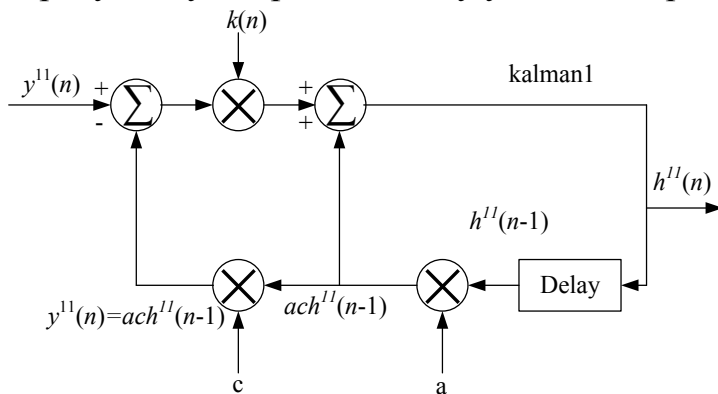 k(n)
y¹¹(n)
+
-
Σ
+
+
Σ
kalman1
h¹¹(n)
h¹¹(n-1)
Delay
y¹¹(n)=ach¹¹(n-1)
ach¹¹(n-1)
c
a